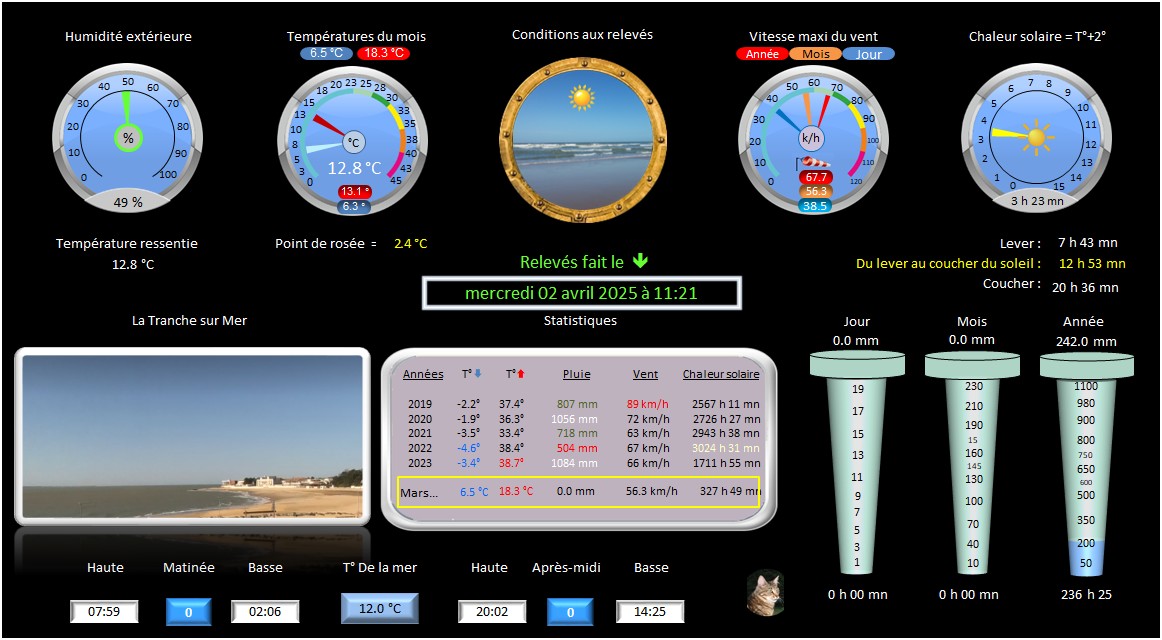 Humidité extérieure
Températures du mois
6.5 °C 18.3 °C
Conditions aux relevés
Vitesse maxi du vent
Année Mois Jour
Chaleur solaire = T°+2°
0 10 20 30 40 50 60 70 80 90 100
%
49 %
0 3 5 8 10 13 15 18 20 23 25 28 30 33 35 38 40 43 45
°C
12.8 °C
13.1 °
6.3 °
0 10 20 30 40 50 60 70 80 90 100 110 120
k/h
67.7
56.3
38.5
0 1 2 3 4 5 6 7 8 9 10 11 12 13 14 15
3 h 23 mn
Température ressentie
12.8 °C
Point de rosée = 2.4 °C
Lever : 7 h 43 mn
Du lever au coucher du soleil : 12 h 53 mn
Coucher : 20 h 36 mn
Relevés fait le
mercredi 02 avril 2025 à 11:21
La Tranche sur Mer
Statistiques
Années T° T° Pluie Vent Chaleur solaire
2019 -2.2° 37.4° 807 mm 89 km/h 2567 h 11 mn
2020 -1.9° 36.3° 1056 mm 72 km/h 2726 h 27 mn
2021 -3.5° 33.4° 718 mm 63 km/h 2943 h 38 mn
2022 -4.6° 38.4° 504 mm 67 km/h 3024 h 31 mn
2023 -3.4° 38.7° 1084 mm 66 km/h 1711 h 55 mn
Mars... 6.5 °C 18.3 °C 0.0 mm 56.3 km/h 327 h 49 mn
Jour
0.0 mm
19
17
15
13
11
9
7
5
3
1
0 h 00 mn
Mois
0.0 mm
230
210
190
15
160
145
130
100
70
40
10
0 h 00 mn
Année
242.0 mm
1100
980
900
800
750
650
600
500
350
200
50
236 h 25
Haute Matinée Basse
07:59 0 02:06
T° De la mer
12.0 °C
Haute Après-midi Basse
20:02 0 14:25